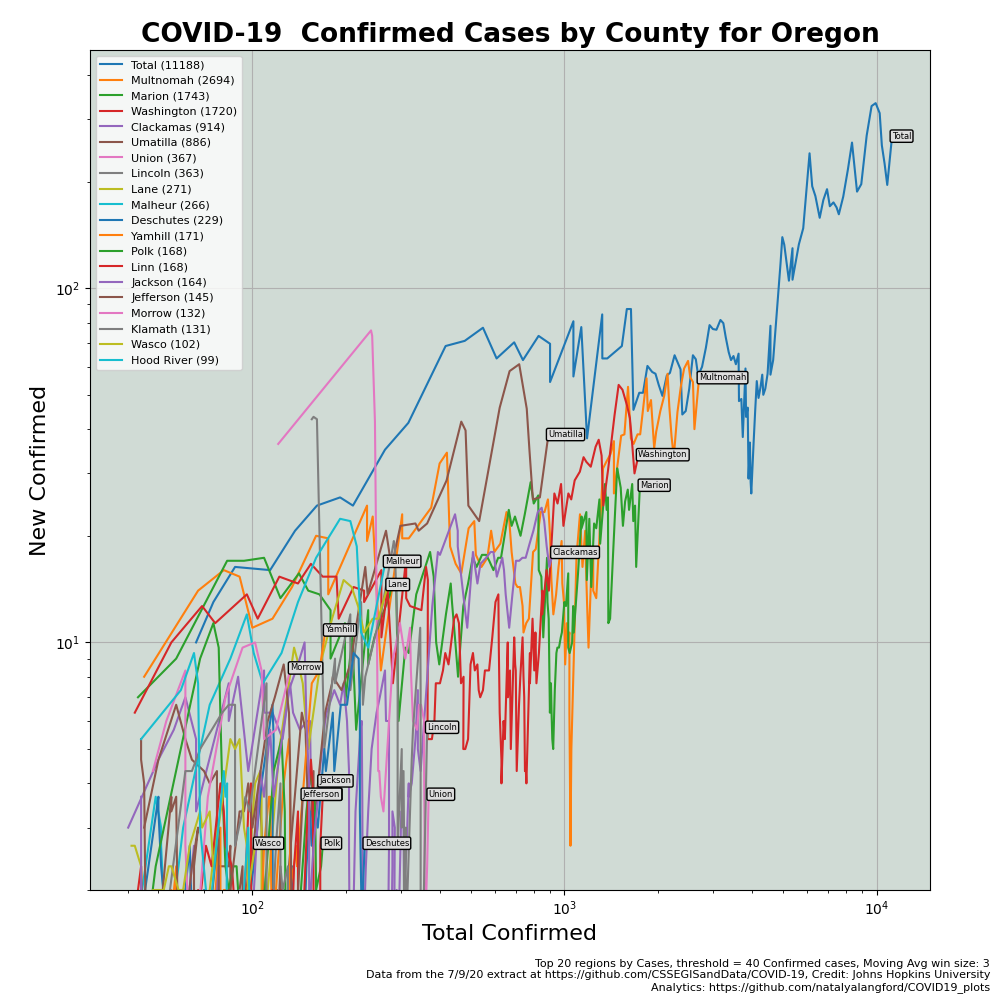 COVID-19  Confirmed Cases by County for Oregon
Total (11188)
Multnomah (2694)
Marion (1743)
Washington (1720)
Clackamas (914)
Umatilla (886)
Union (367)
Lincoln (363)
Lane (271)
Malheur (266)
Deschutes (229)
Yamhill (171)
Polk (168)
Linn (168)
Jackson (164)
Jefferson (145)
Morrow (132)
Klamath (131)
Wasco (102)
Hood River (99)
Total
Multnomah
Umatilla
Washington
Marion
Clackamas
Malheur
Lane
Yamhill
Morrow
Lincoln
Jackson
Jefferson
Union
Wasco
Polk
Deschutes
10²
10¹
New Confirmed
10²
10³
10⁴
Total Confirmed
Top 20 regions by Cases, threshold = 40 Confirmed cases, Moving Avg win size: 3
Data from the 7/9/20 extract at https://github.com/CSSEGISandData/COVID-19, Credit: Johns Hopkins University
Analytics: https://github.com/natalyalangford/COVID19_plots